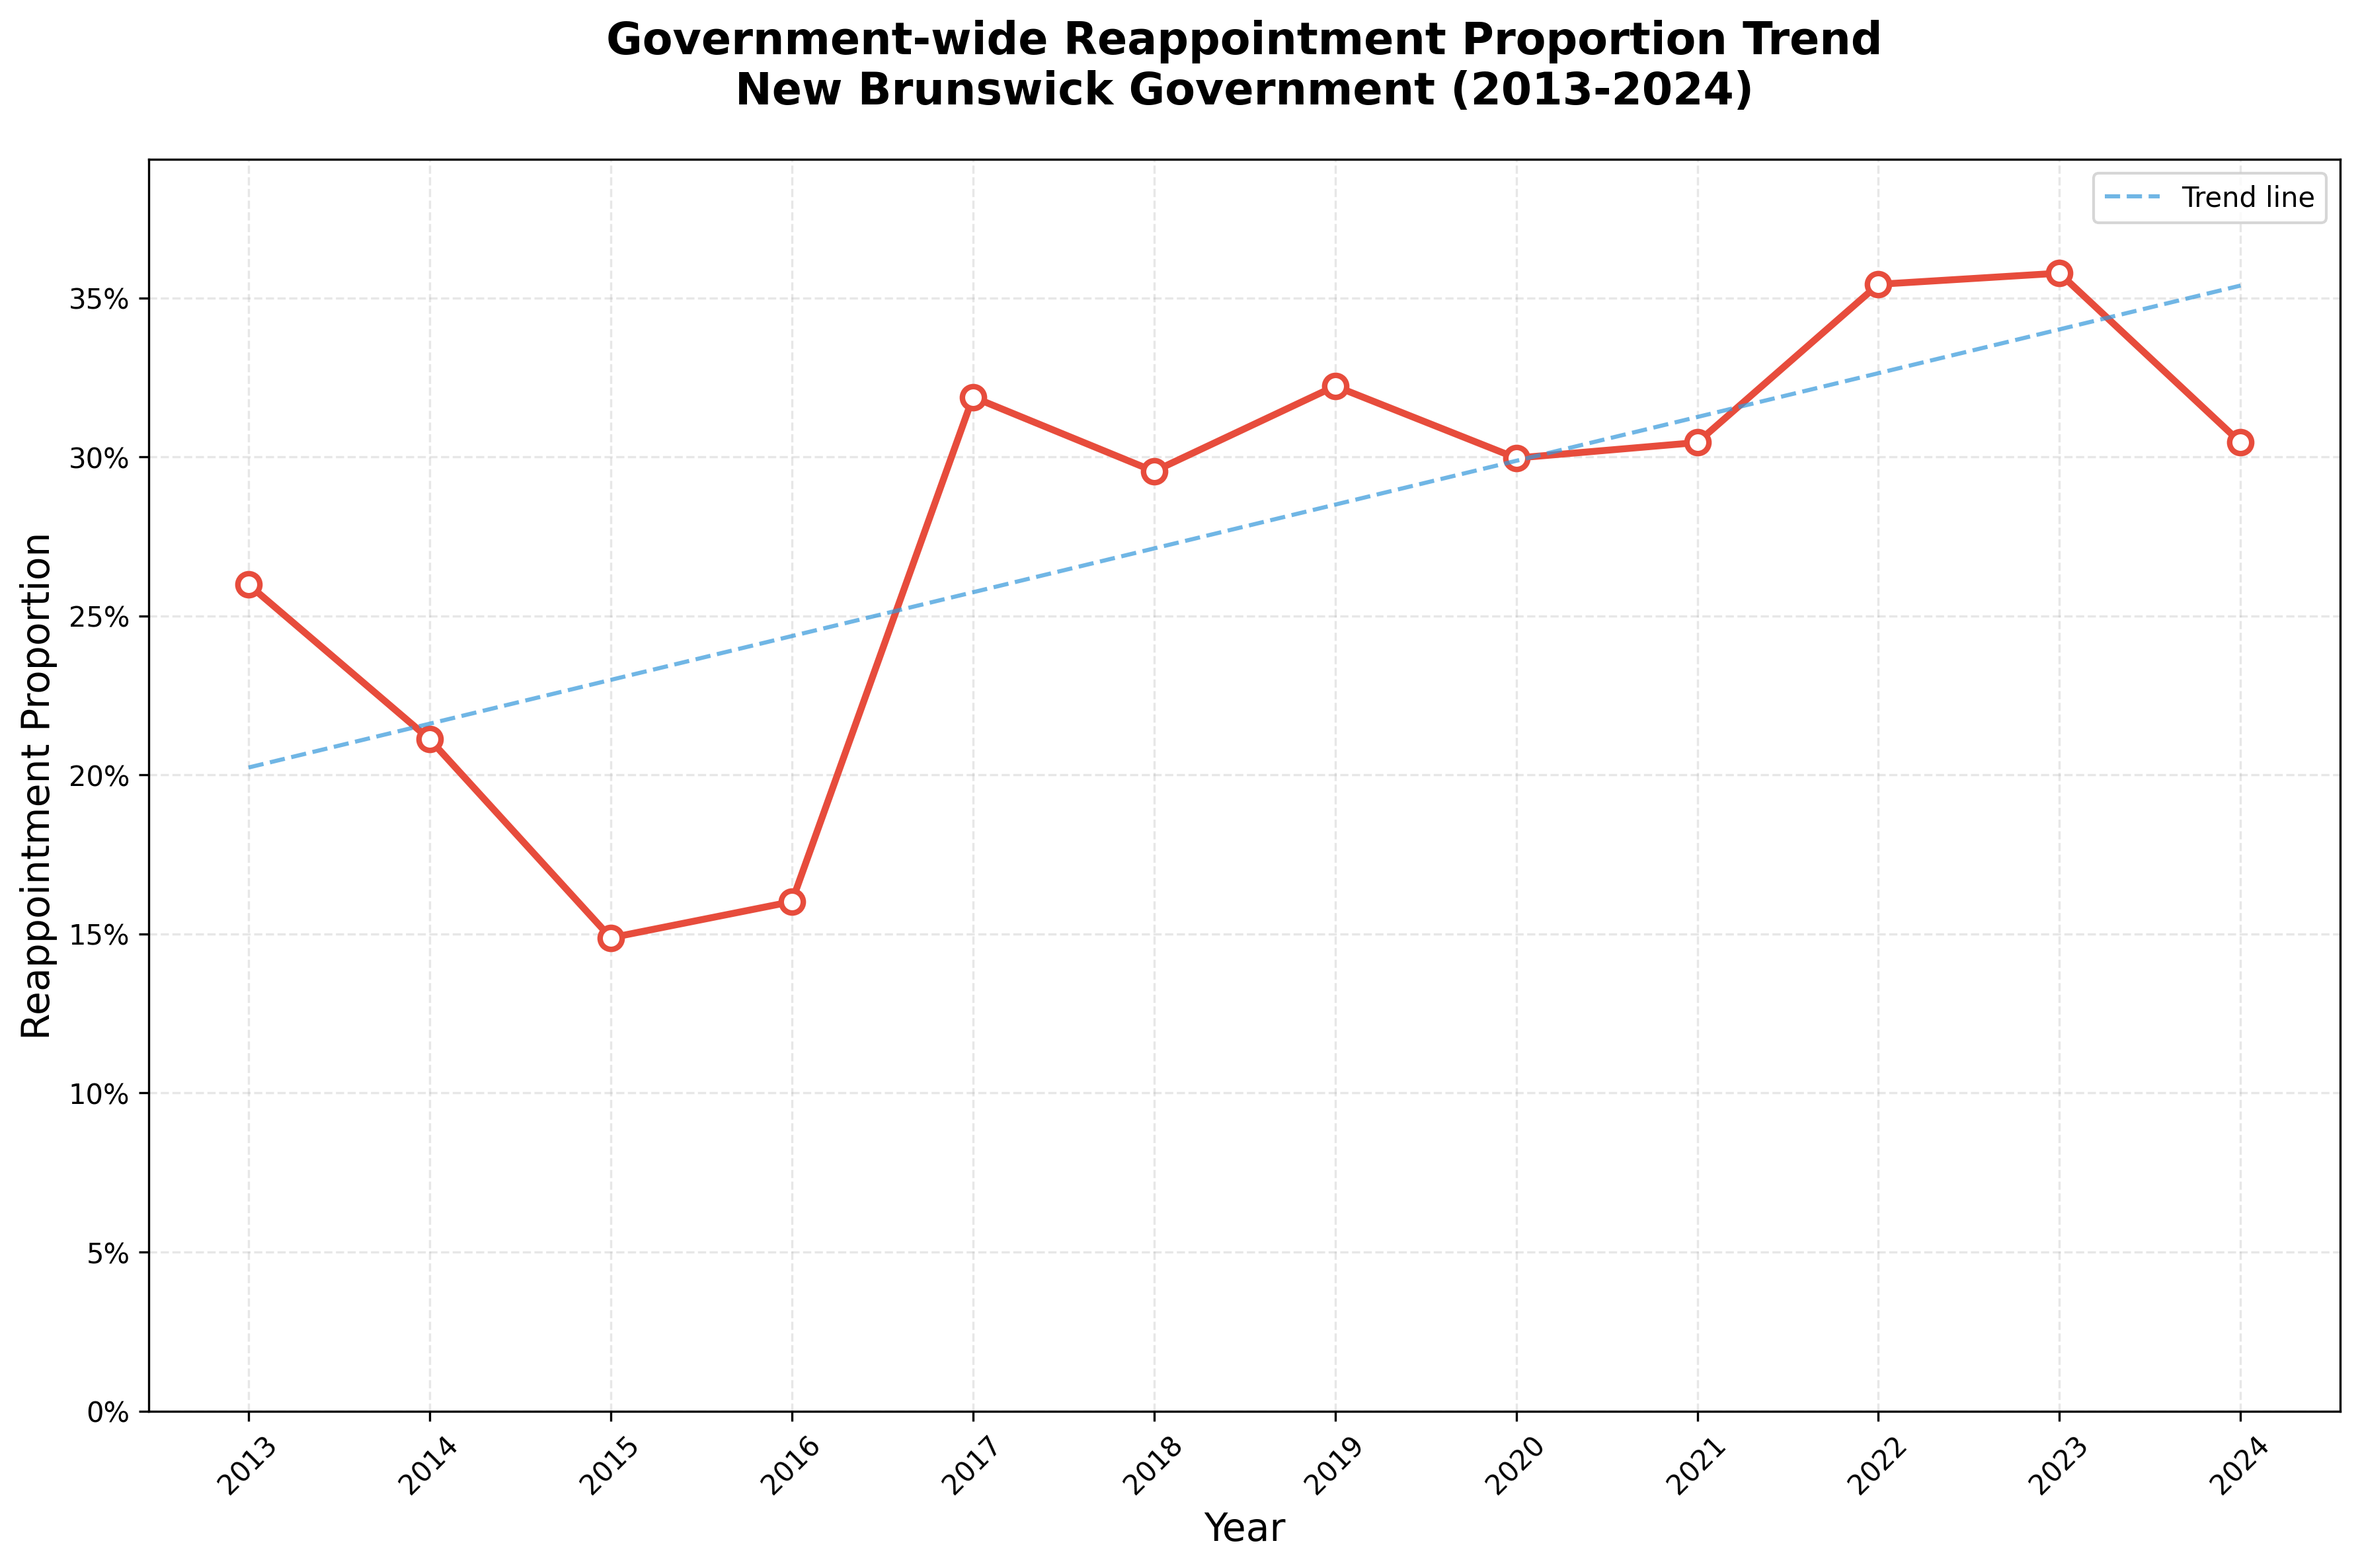 Government-wide Reappointment Proportion Trend
New Brunswick Government (2013-2024)
Trend line
Reappointment Proportion
35%
30%
25%
20%
15%
10%
5%
0%
2013 2014 2015 2016 2017 2018 2019 2020 2021 2022 2023 2024
Year